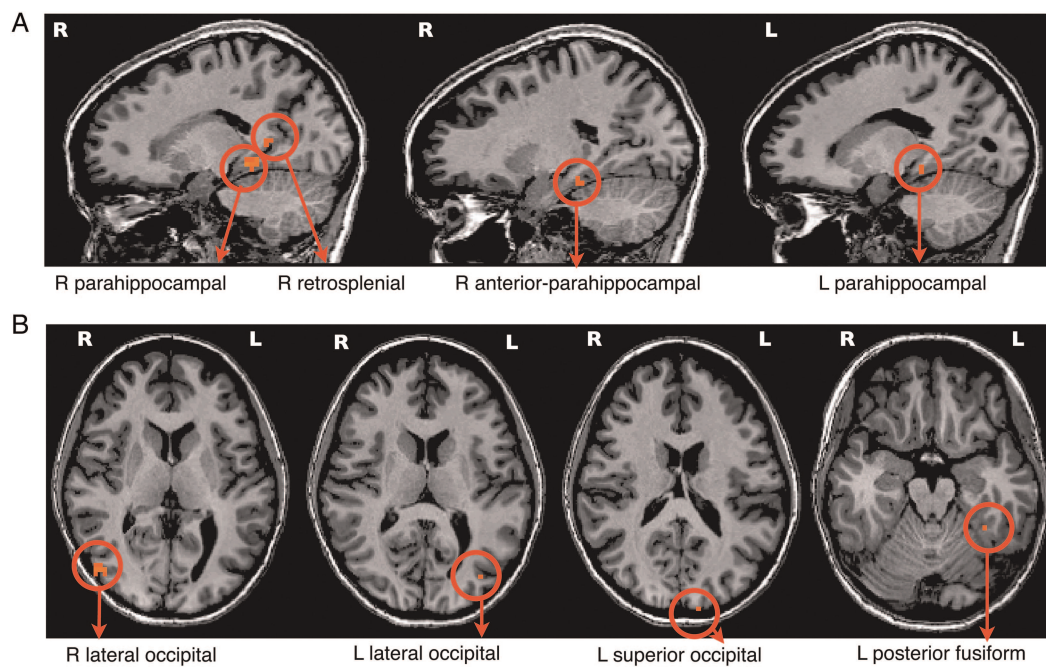 A
R
R
L
R parahippocampal
R retrosplenial
R anterior-parahippocampal
L parahippocampal
B
R
L
R
L
R
L
R
L
R lateral occipital
L lateral occipital
L superior occipital
L posterior fusiform